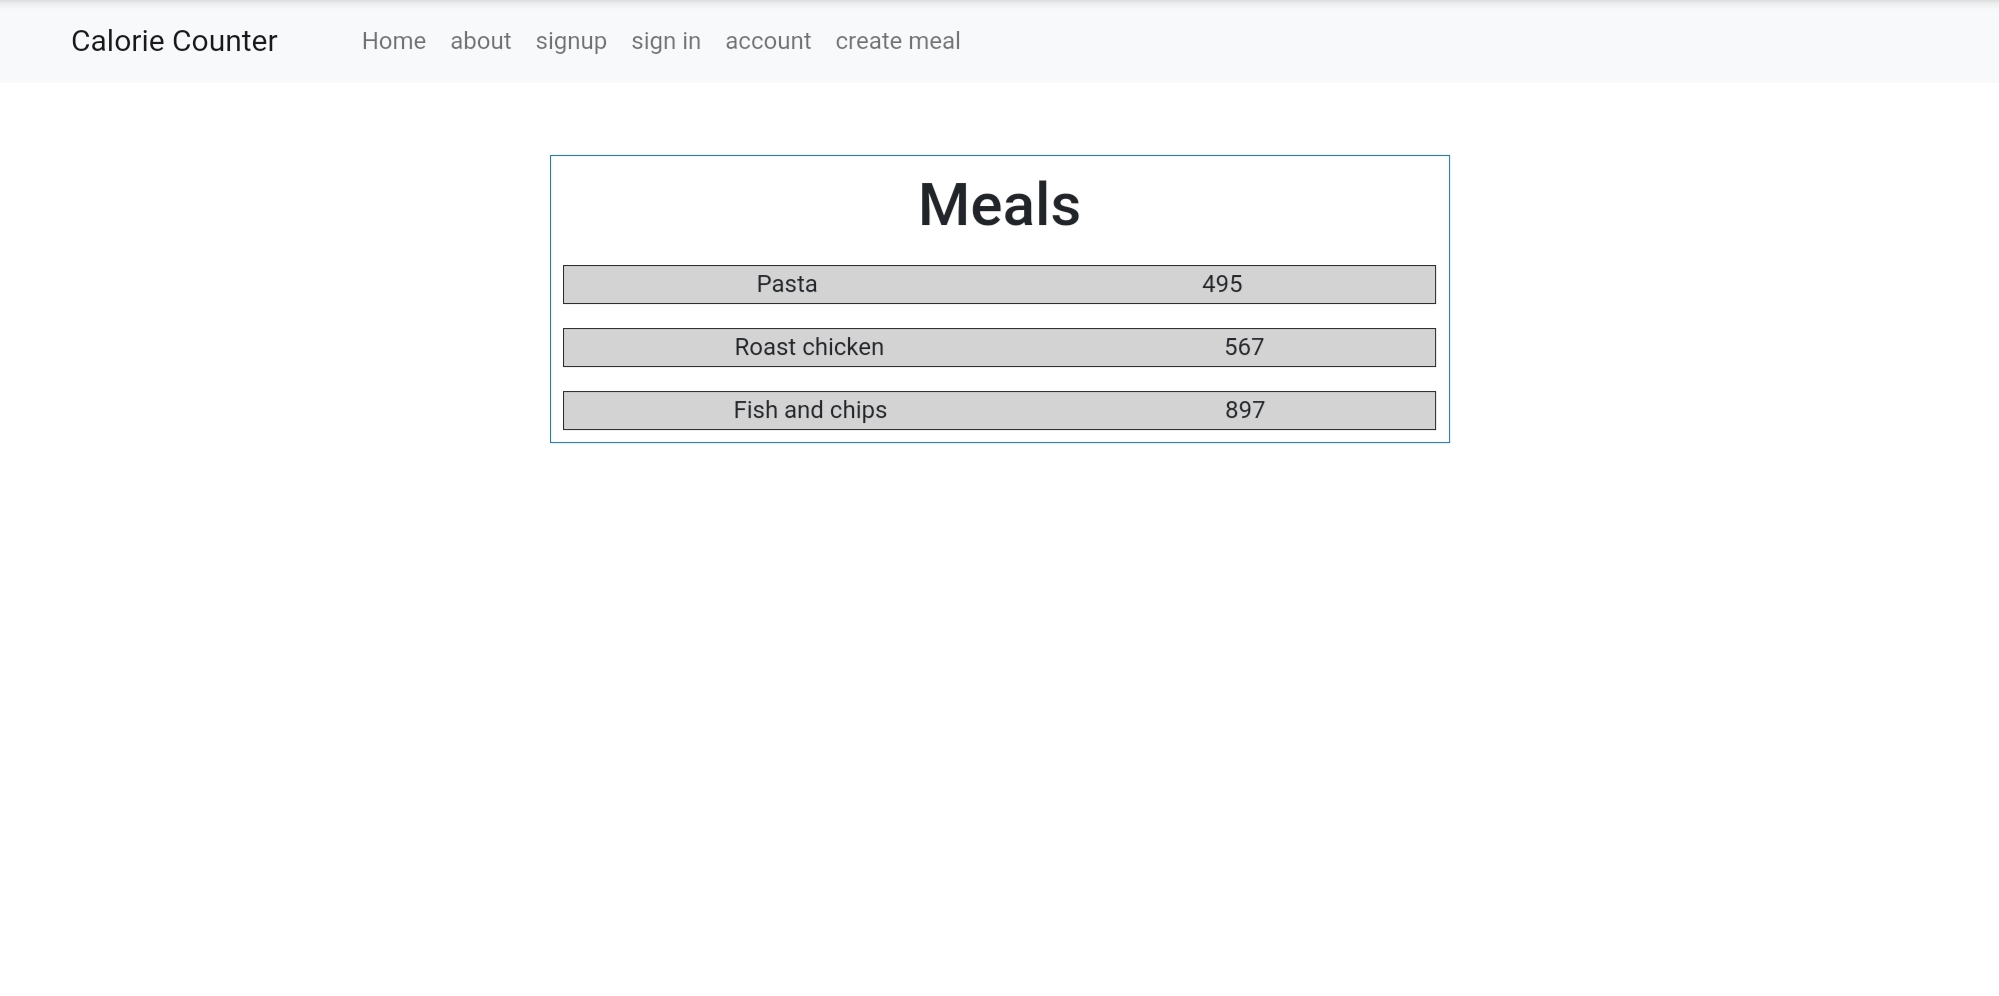 Calorie Counter Home about signup sign in account create meal
Meals
Pasta 495
Roast chicken 567
Fish and chips 897